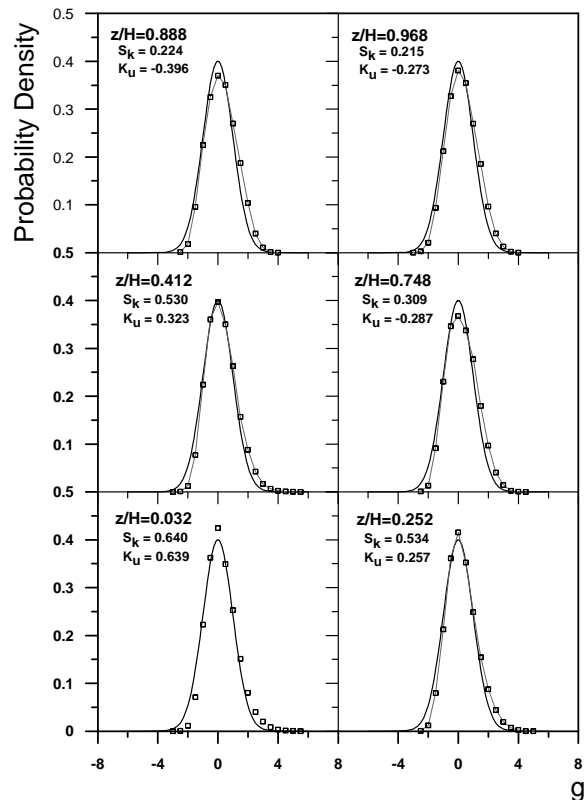 0.5
z/H=0.888
Sk = 0.224
Ku = -0.396
z/H=0.968
Sk = 0.215
Ku = -0.273
0.4
0.3
0.2
0.1
0.5
z/H=0.412
Sk = 0.530
Ku = 0.323
z/H=0.748
Sk = 0.309
Ku = -0.287
0.4
0.3
0.2
0.1
0.5
z/H=0.032
Sk = 0.640
Ku = 0.639
z/H=0.252
Sk = 0.534
Ku = 0.257
0.4
0.3
0.2
0.1
0
-8 -4 0 4 8 -4 0 4 8
Probability Density
g